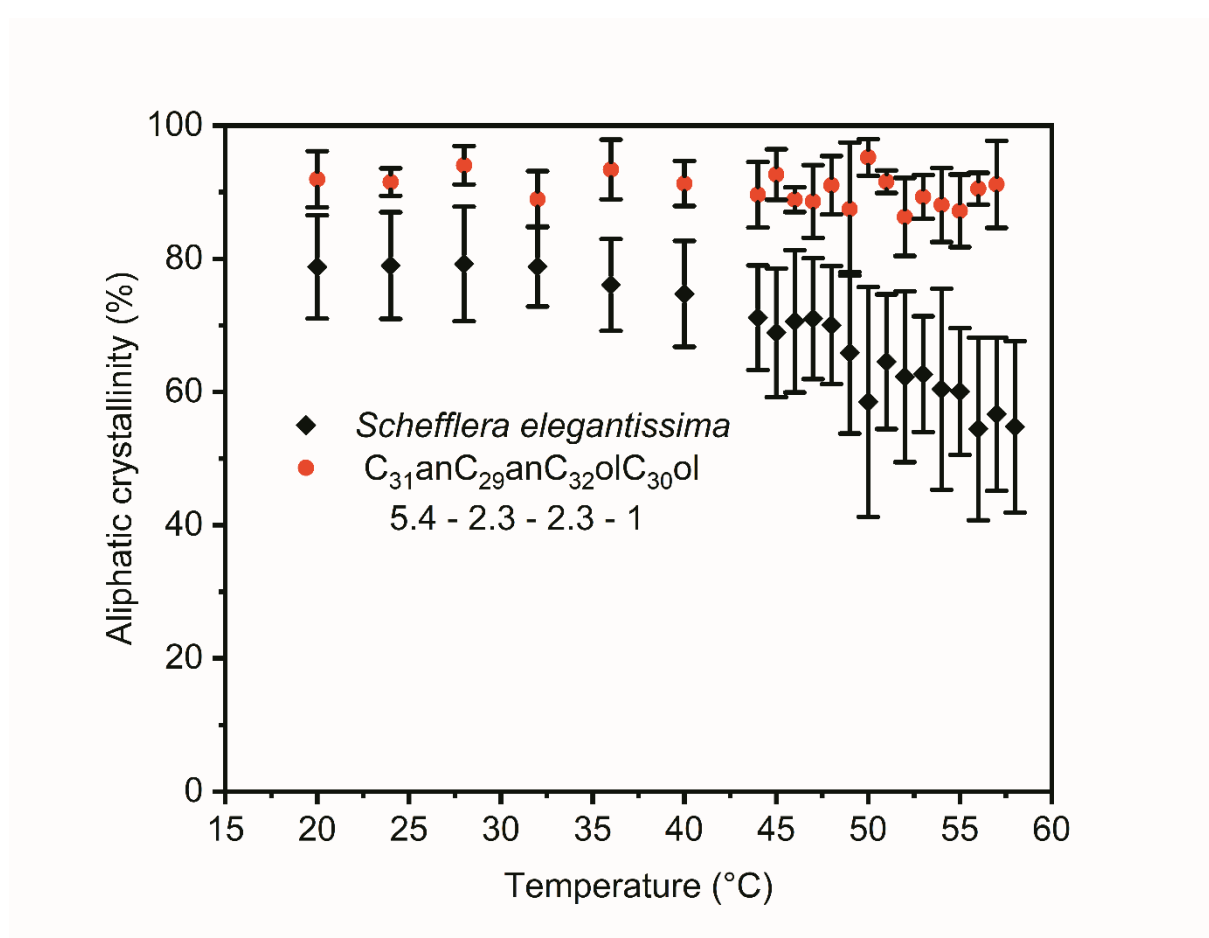 100
80
60
40
20
0
Aliphatic crystallinity (%)
Schefflera elegantissima
C₃₁anC₂₉anC₃₂olC₃₀ol
5.4 - 2.3 - 2.3 - 1
15 20 25 30 35 40 45 50 55 60
Temperature (°C)